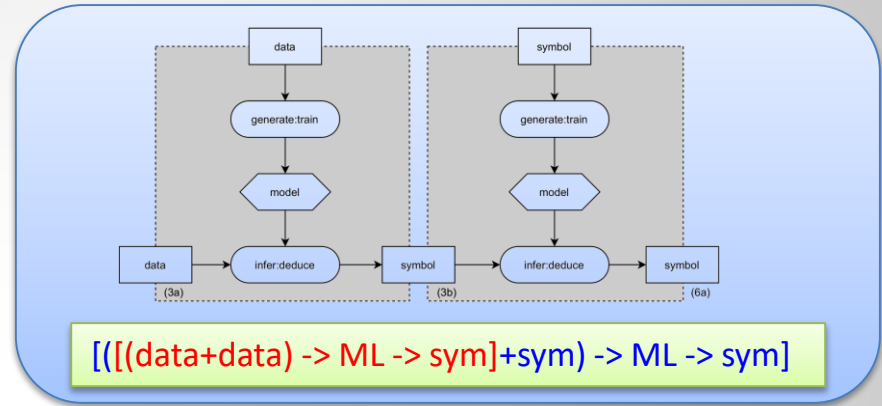 data
symbol
generate:train
generate:train
model
model
data
infer:deduce
symbol
infer:deduce
symbol
(3a)
(3b)
(6a)
[([(data+data) -> ML -> sym]+sym) -> ML -> sym]